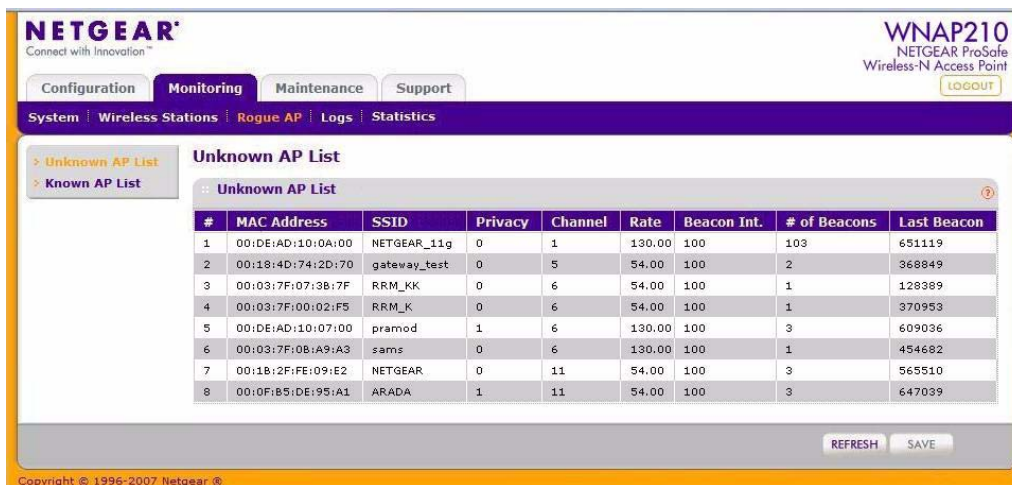 NETGEAR®
Connect with Innovation™
WNAP210
NETGEAR ProSafe
Wireless-N Access Point
LOGOUT
Configuration Monitoring Maintenance Support
System Wireless Stations Rogue AP Logs Statistics
> Unknown AP List
> Known AP List
Unknown AP List
:: Unknown AP List ?
# MAC Address SSID Privacy Channel Rate Beacon Int. # of Beacons Last Beacon
1 00:DE:AD:10:0A:00 NETGEAR_11g 0 1 130.00 100 103 651119
2 00:18:4D:74:2D:70 gateway_test 0 5 54.00 100 2 368849
3 00:03:7F:07:3B:7F RRM_KK 0 6 54.00 100 1 128389
4 00:03:7F:00:02:F5 RRM_K 0 6 54.00 100 1 370953
5 00:DE:AD:10:07:00 pramod 1 6 130.00 100 3 609036
6 00:03:7F:0B:A9:A3 sams 0 6 130.00 100 1 454682
7 00:1B:2F:FE:09:E2 NETGEAR 0 11 54.00 100 3 565510
8 00:0F:B5:DE:95:A1 ARADA 1 11 54.00 100 3 647039
REFRESH SAVE
Copyright © 1996-2007 Netgear ®